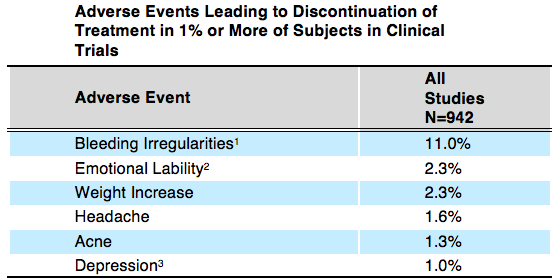 Adverse Events Leading to Discontinuation of
Treatment in 1% or More of Subjects in Clinical
Trials
Adverse Event All Studies N=942
Bleeding Irregularities¹ 11.0%
Emotional Lability² 2.3%
Weight Increase 2.3%
Headache 1.6%
Acne 1.3%
Depression³ 1.0%